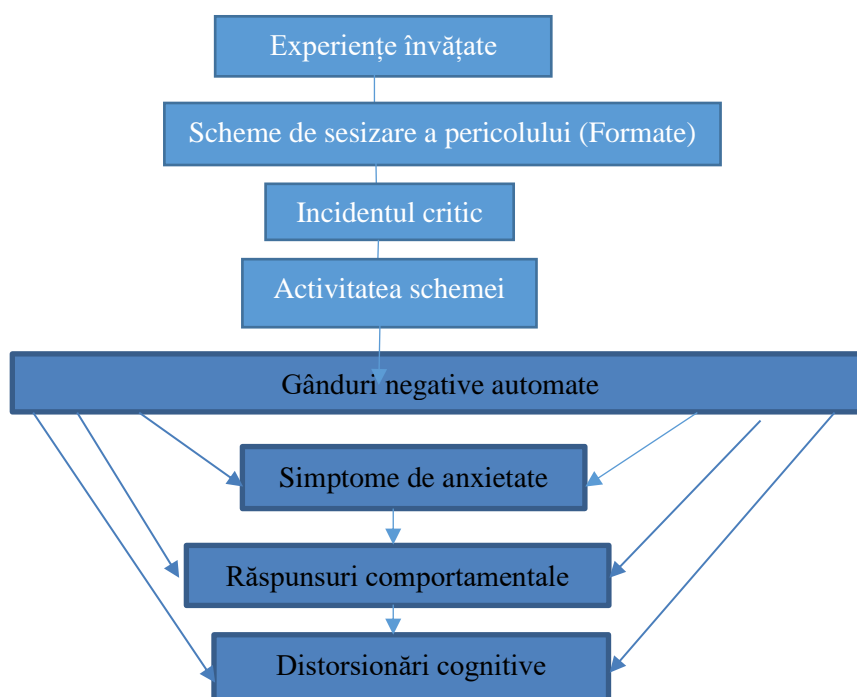 Experiențe învățate
Scheme de sesizare a pericolului (Formate)
Incidentul critic
Activitatea schemei
Gânduri negative automate
Simptome de anxietate
Răspunsuri comportamentale
Distorsionări cognitive